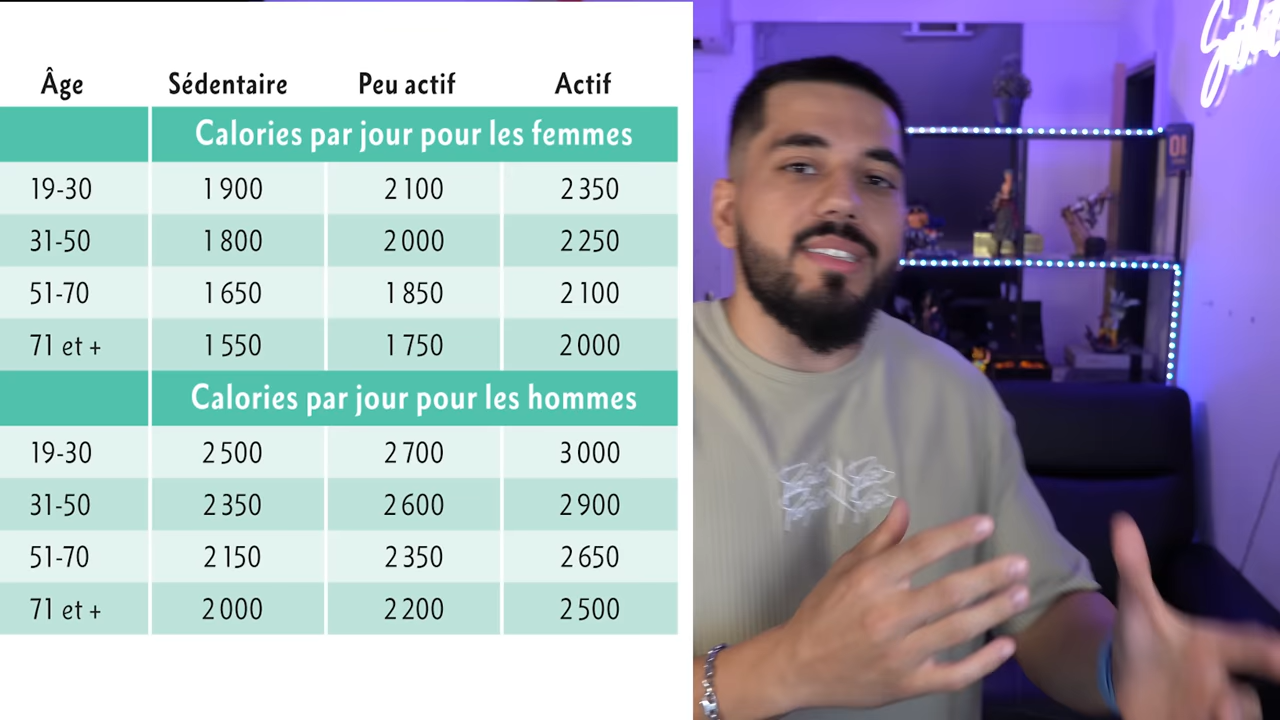 Âge Sédentaire Peu actif Actif
Calories par jour pour les femmes
19-30 1 900 2 100 2 350
31-50 1 800 2 000 2 250
51-70 1 650 1 850 2 100
71 et + 1 550 1 750 2 000
Calories par jour pour les hommes
19-30 2 500 2 700 3 000
31-50 2 350 2 600 2 900
51-70 2 150 2 350 2 650
71 et + 2 000 2 200 2 500
01